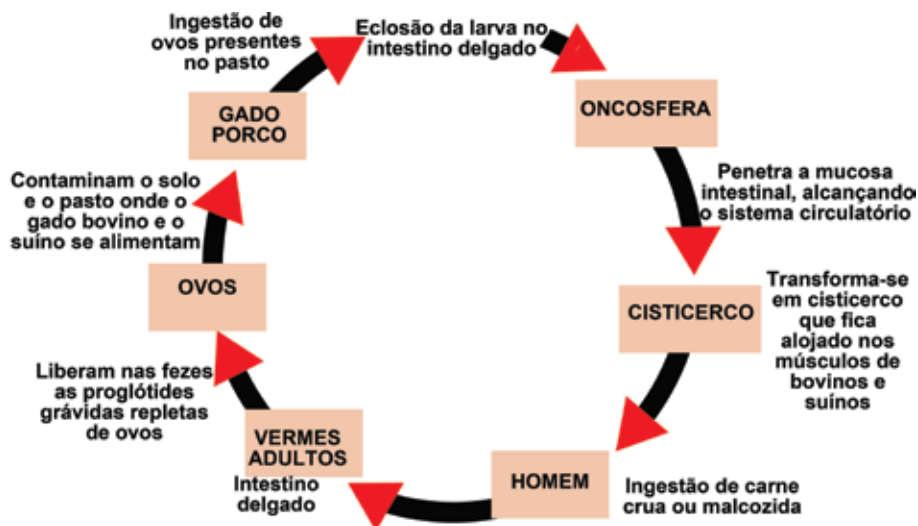 Ingestão de
ovos presentes
no pasto
Eclosão da larva no
intestino delgado
ONCOSFERA
Penetra a mucosa
intestinal, alcançando
o sistema circulatório
CISTICERCO
Transforma-se
em cisticerco
que fica
alojado nos
músculos de
bovinos e
suínos
HOMEM
Ingestão de carne
crua ou malcozida
VERMES
ADULTOS
Intestino
delgado
Liberam nas fezes
as proglótides
grávidas repletas
de ovos
OVOS
Contaminam o solo
e o pasto onde o
gado bovino e o
suíno se alimentam
GADO
PORCO